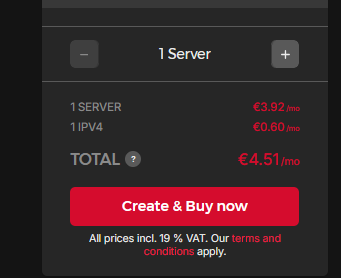 − 1 Server +
1 SERVER €3.92/mo
1 IPV4 €0.60/mo
TOTAL ? €4.51/mo
Create & Buy now
All prices incl. 19 % VAT. Our terms and
conditions apply.